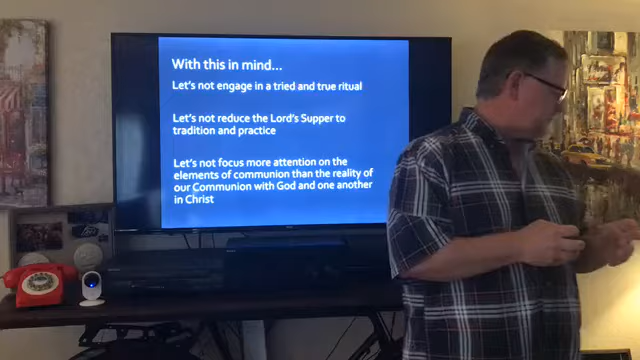 With this in mind...
Let's not engage in a tried and true ritual
Let's not reduce the Lord's Supper to
tradition and practice
Let's not focus more attention on the
elements of communion than the reality of
our Communion with God and one another
in Christ